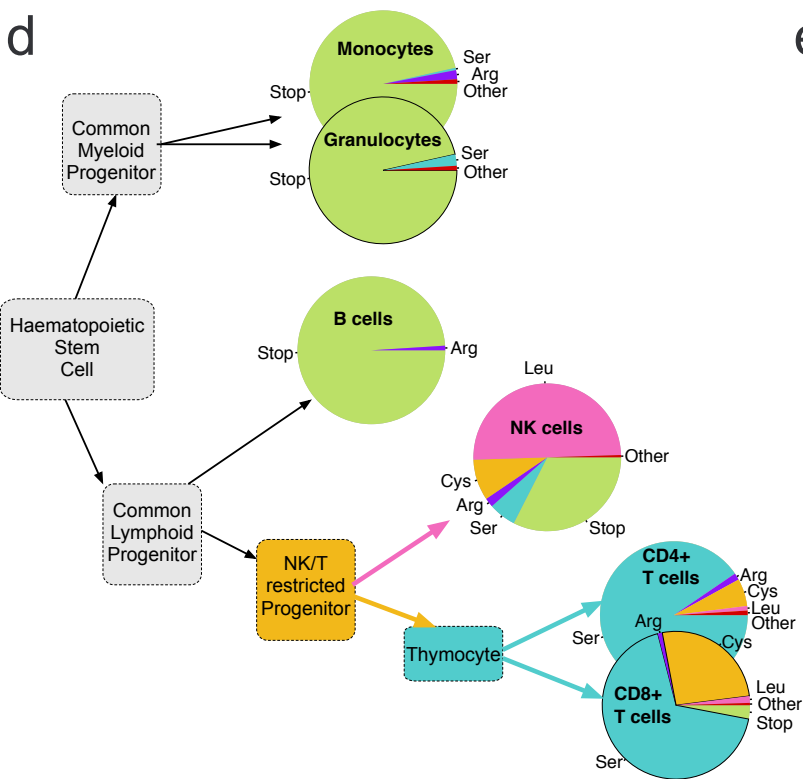 d
e
Monocytes
Ser
Arg
Other
Stop
Common
Myeloid
Progenitor
Granulocytes
Ser
Other
Stop
Haematopoietic
Stem
Cell
B cells
Stop
Arg
Leu
NK cells
Other
Cys
Arg
Ser
Stop
Common
Lymphoid
Progenitor
NK/T
restricted
Progenitor
CD4+
T cells
Arg
Cys
Leu
Other
Ser
Thymocyte
Arg
Cys
CD8+
T cells
Leu
Other
Stop
Ser